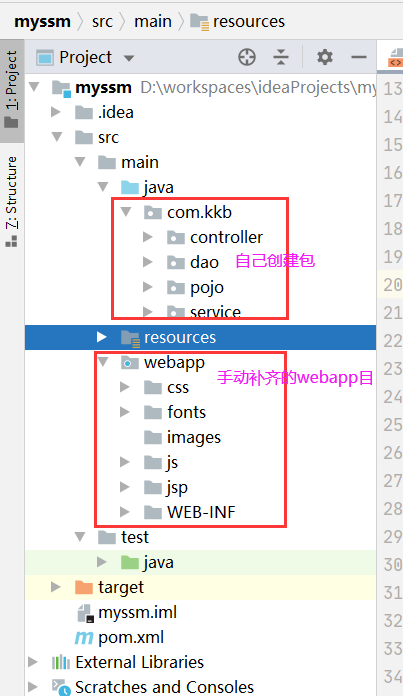 myssm src main resources
Project
1: Project
Z: Structure
myssm D:\workspaces\ideaProjects\my
.idea
src
main
java
com.kkb
controller
dao
自己创建包
pojo
service
resources
webapp
手动补齐的webapp目
css
fonts
images
js
jsp
WEB-INF
test
java
target
myssm.iml
pom.xml
External Libraries
Scratches and Consoles
13
14
15
16
17
18
19
20
21
22
23
24
25
26
27
28
29
30
31
32
33
34